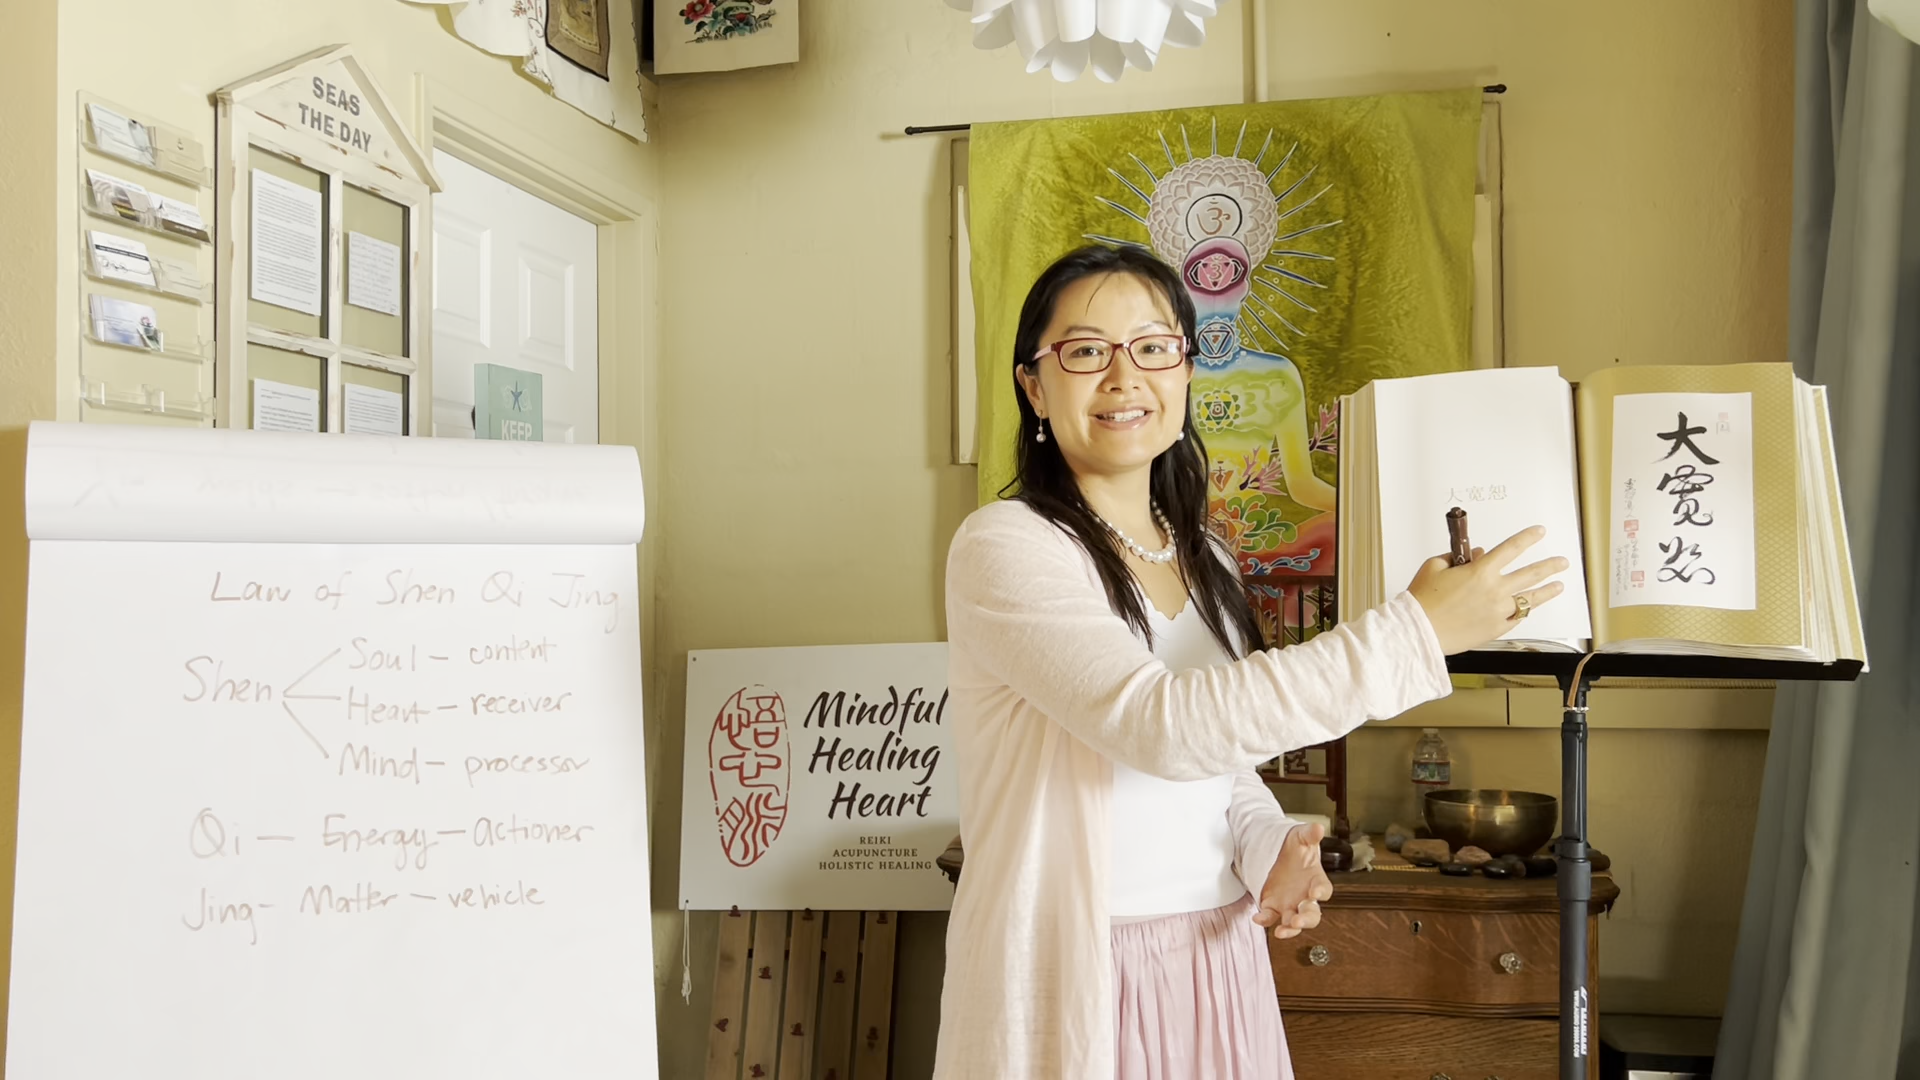 SEAS
THE DAY
KEEP
Law of Shen Qi Jing
Shen
Soul - content
Heart - receiver
Mind - processor
Qi - Energy - actioner
Jing - Matter - vehicle
Mindful
Healing
Heart
REIKI
ACUPUNCTURE
HOLISTIC HEALING
大宽恕
大
宽
恕